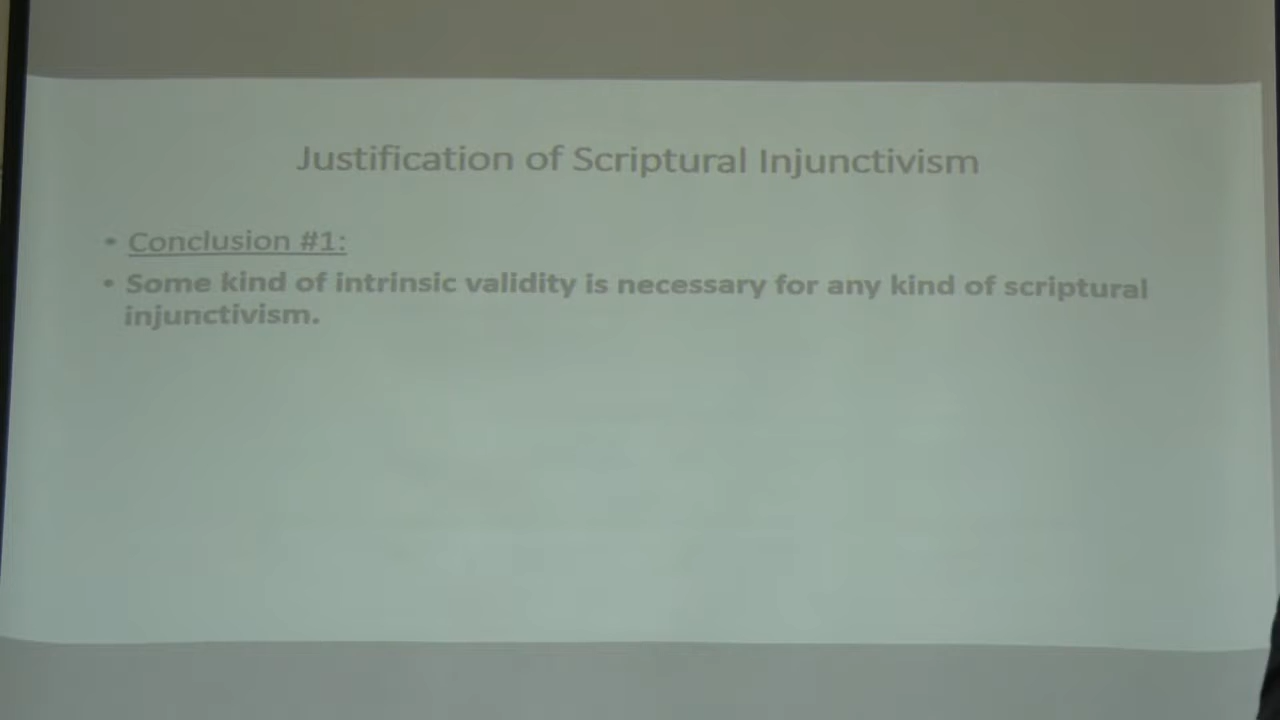 Justification of Scriptural Injunctivism
• Conclusion #1:
• Some kind of intrinsic validity is necessary for any kind of scriptural
injunctivism.